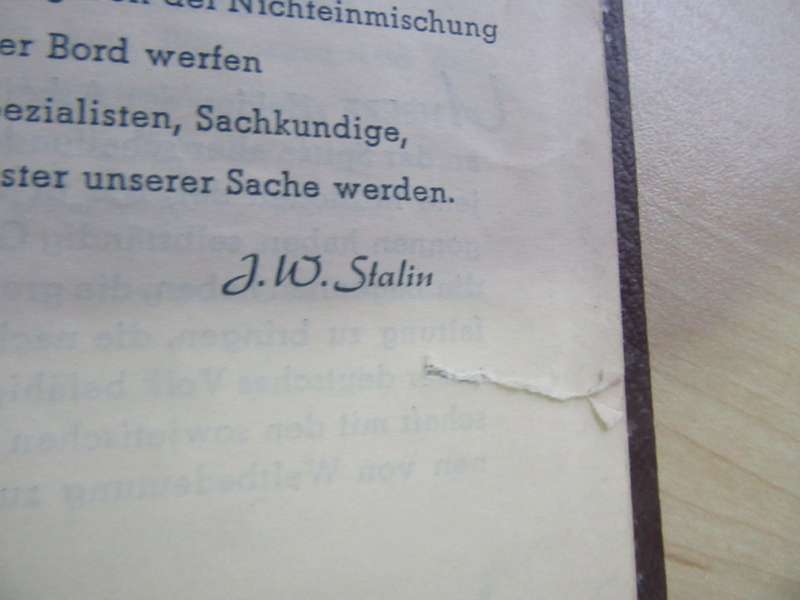 der Nichteinmischung
er Bord werfen
ezialisten, Sachkundige,
ster unserer Sache werden.
J. W. Stalin